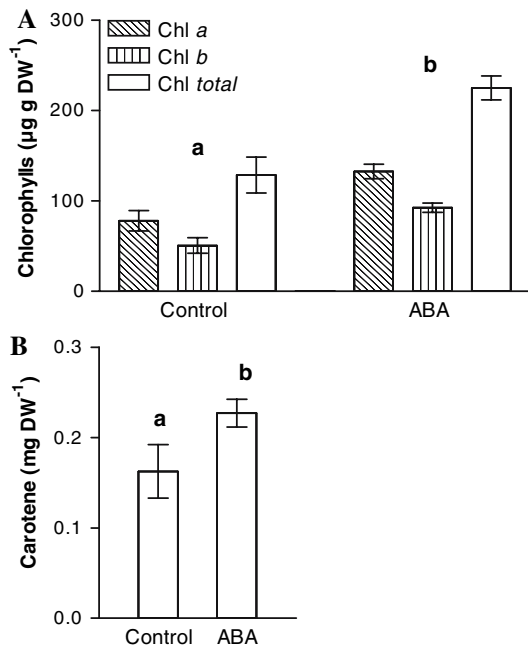 A
300
200
100
0
Chlorophylls (µg g DW-1)
Chl a
Chl b
Chl total
a
b
Control
ABA
B
0.3
0.2
0.1
0.0
Carotene (mg DW-1)
a
b
Control
ABA